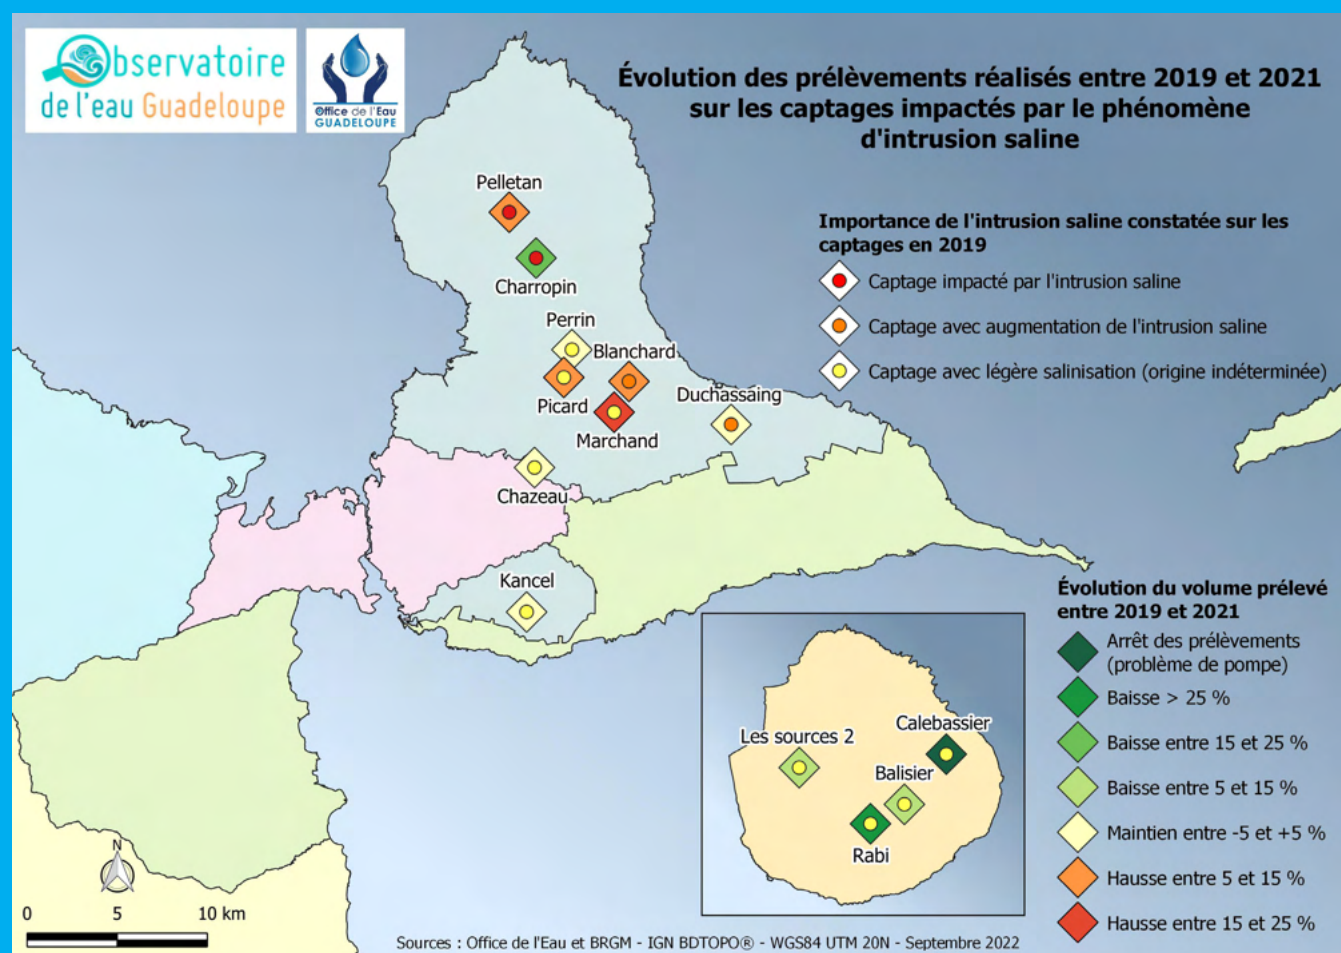 Observatoire
de l'eau Guadeloupe
Office de l'Eau
GUADELOUPE
Évolution des prélèvements réalisés entre 2019 et 2021
sur les captages impactés par le phénomène
d'intrusion saline
Importance de l'intrusion saline constatée sur les
captages en 2019
Captage impacté par l'intrusion saline
Captage avec augmentation de l'intrusion saline
Captage avec légère salinisation (origine indéterminée)
Pelletan
Charropin
Perrin
Blanchard
Picard
Duchassaing
Marchand
Chazeau
Kancel
Les sources 2
Calebassier
Balisier
Rabi
Évolution du volume prélevé
entre 2019 et 2021
Arrêt des prélèvements
(problème de pompe)
Baisse > 25 %
Baisse entre 15 et 25 %
Baisse entre 5 et 15 %
Maintien entre -5 et +5 %
Hausse entre 5 et 15 %
Hausse entre 15 et 25 %
N
0 5 10 km
Sources : Office de l'Eau et BRGM - IGN BDTOPO® - WGS84 UTM 20N - Septembre 2022